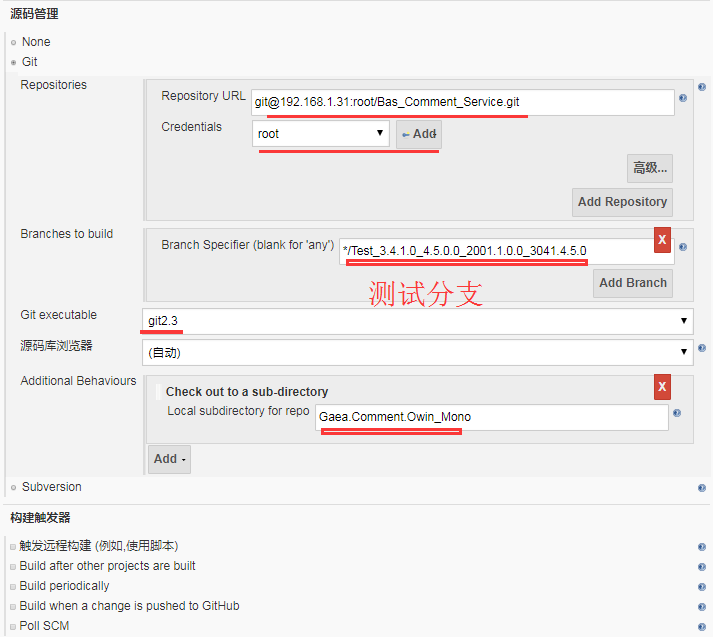 源码管理
None
Git
Repositories
Repository URL git@192.168.1.31:root/Bas_Comment_Service.git
Credentials root Add
高级...
Add Repository
Branches to build
X
Branch Specifier (blank for 'any') */Test_3.4.1.0_4.5.0.0_2001.1.0.0_3041.4.5.0
Add Branch
测试分支
Git executable git2.3
源码库浏览器 (自动)
Additional Behaviours
X
Check out to a sub-directory
Local subdirectory for repo Gaea.Comment.Owin_Mono
Add
Subversion
构建触发器
触发远程构建 (例如,使用脚本)
Build after other projects are built
Build periodically
Build when a change is pushed to GitHub
Poll SCM